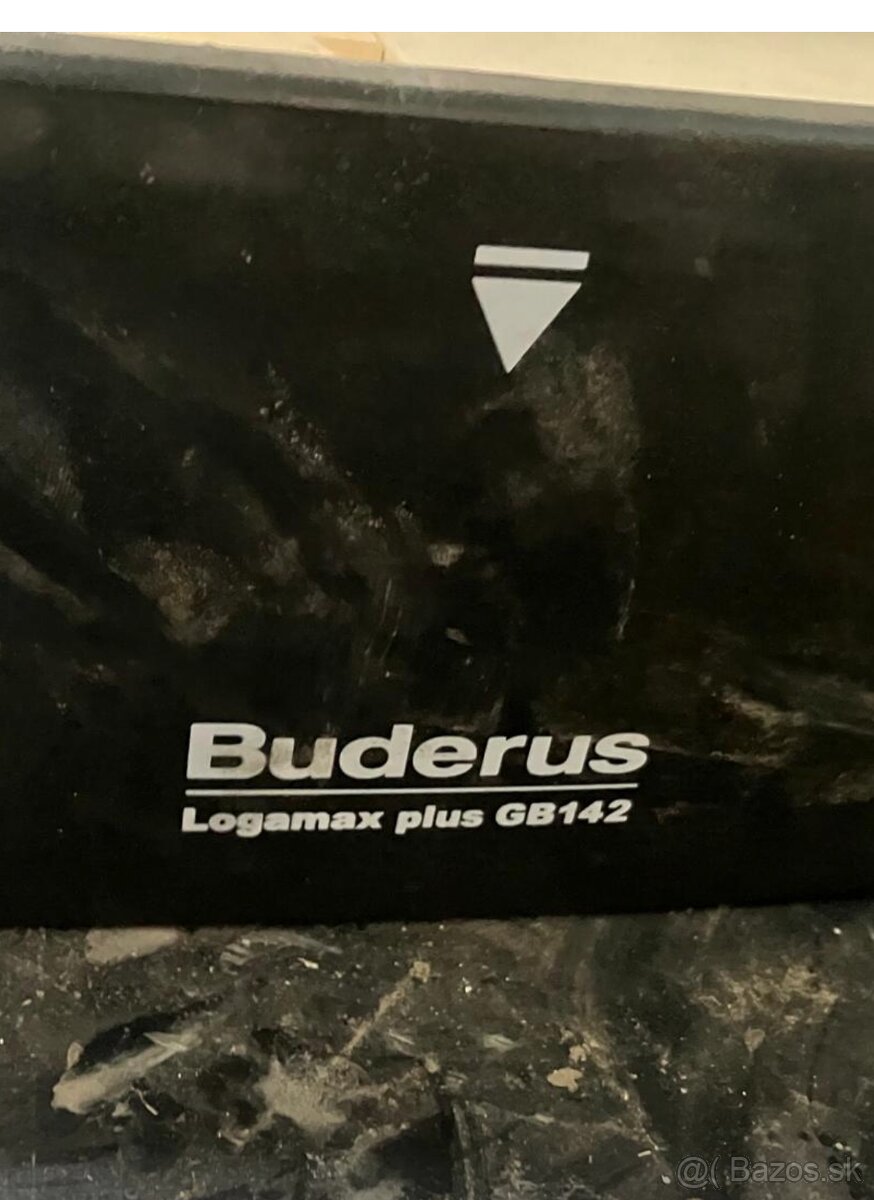 Buderus
Logamax plus GB142
@( Bazos.sk